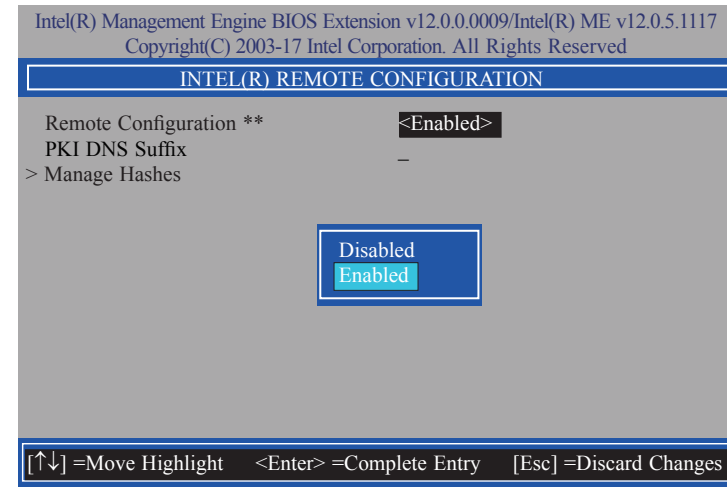 Intel(R) Management Engine BIOS Extension v12.0.0.0009/Intel(R) ME v12.0.5.1117
Copyright(C) 2003-17 Intel Corporation. All Rights Reserved
INTEL(R) REMOTE CONFIGURATION
Remote Configuration ** <Enabled>
PKI DNS Suffix _
> Manage Hashes
Disabled
Enabled
[↑↓] =Move Highlight <Enter> =Complete Entry [Esc] =Discard Changes